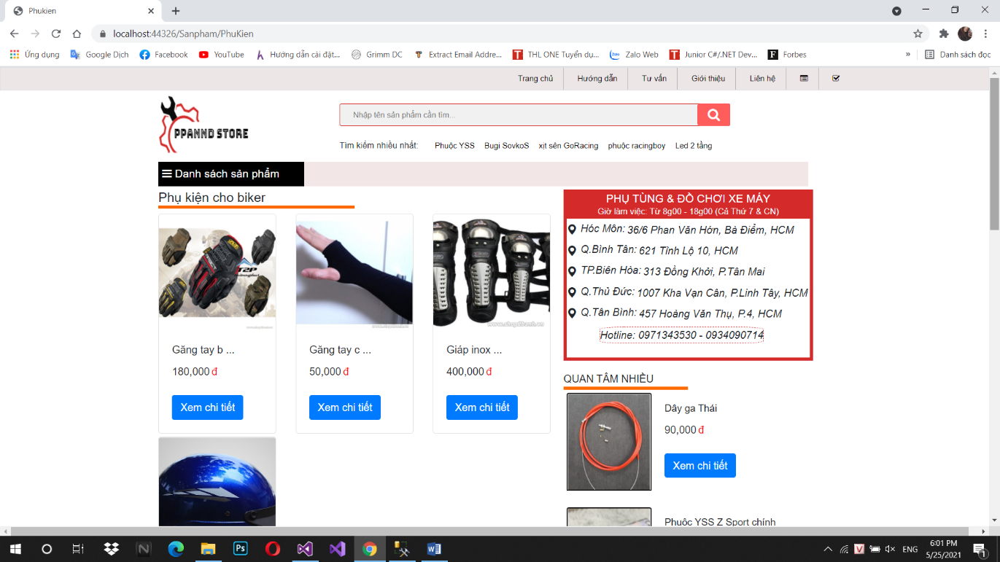 Phukien
localhost:44326/Sanpham/PhuKien
Ứng dụng
Google Dịch
Facebook
YouTube
Hướng dẫn cài đặt...
Grimm DC
Extract Email Addre...
THL ONE Tuyển dụ...
Zalo Web
Junior C#/.NET Dev...
Forbes
»
Danh sách đọc
Trang chủ
Hướng dẫn
Tư vấn
Giới thiệu
Liên hệ
PPANND STORE
Nhập tên sản phẩm cần tìm...
Tìm kiếm nhiều nhất: Phuộc YSS Bugi SovkoS xịt sên GoRacing phuộc racingboy Led 2 tầng
Danh sách sản phẩm
Phụ kiện cho biker
Găng tay b ...
180,000 đ
Xem chi tiết
www.shop2banh.vn
Găng tay c ...
50,000 đ
Xem chi tiết
www.shop2banh.vn
Giáp inox ...
400,000 đ
Xem chi tiết
PHỤ TÙNG & ĐỒ CHƠI XE MÁY
Giờ làm việc: Từ 8g00 - 18g00 (Cả Thứ 7 & CN)
Hóc Môn: 36/6 Phan Văn Hớn, Bà Điểm, HCM
Q.Bình Tân: 621 Tỉnh Lộ 10, HCM
TP.Biên Hòa: 313 Đồng Khởi, P.Tân Mai
Q.Thủ Đức: 1007 Kha Vạn Cân, P.Linh Tây, HCM
Q.Tân Bình: 457 Hoàng Văn Thụ, P.4, HCM
Hotline: 0971343530 - 0934090714
QUAN TÂM NHIỀU
Dây ga Thái
90,000 đ
Xem chi tiết
Phuộc YSS Z Sport chính
ENG
6:01 PM
5/25/2021
1